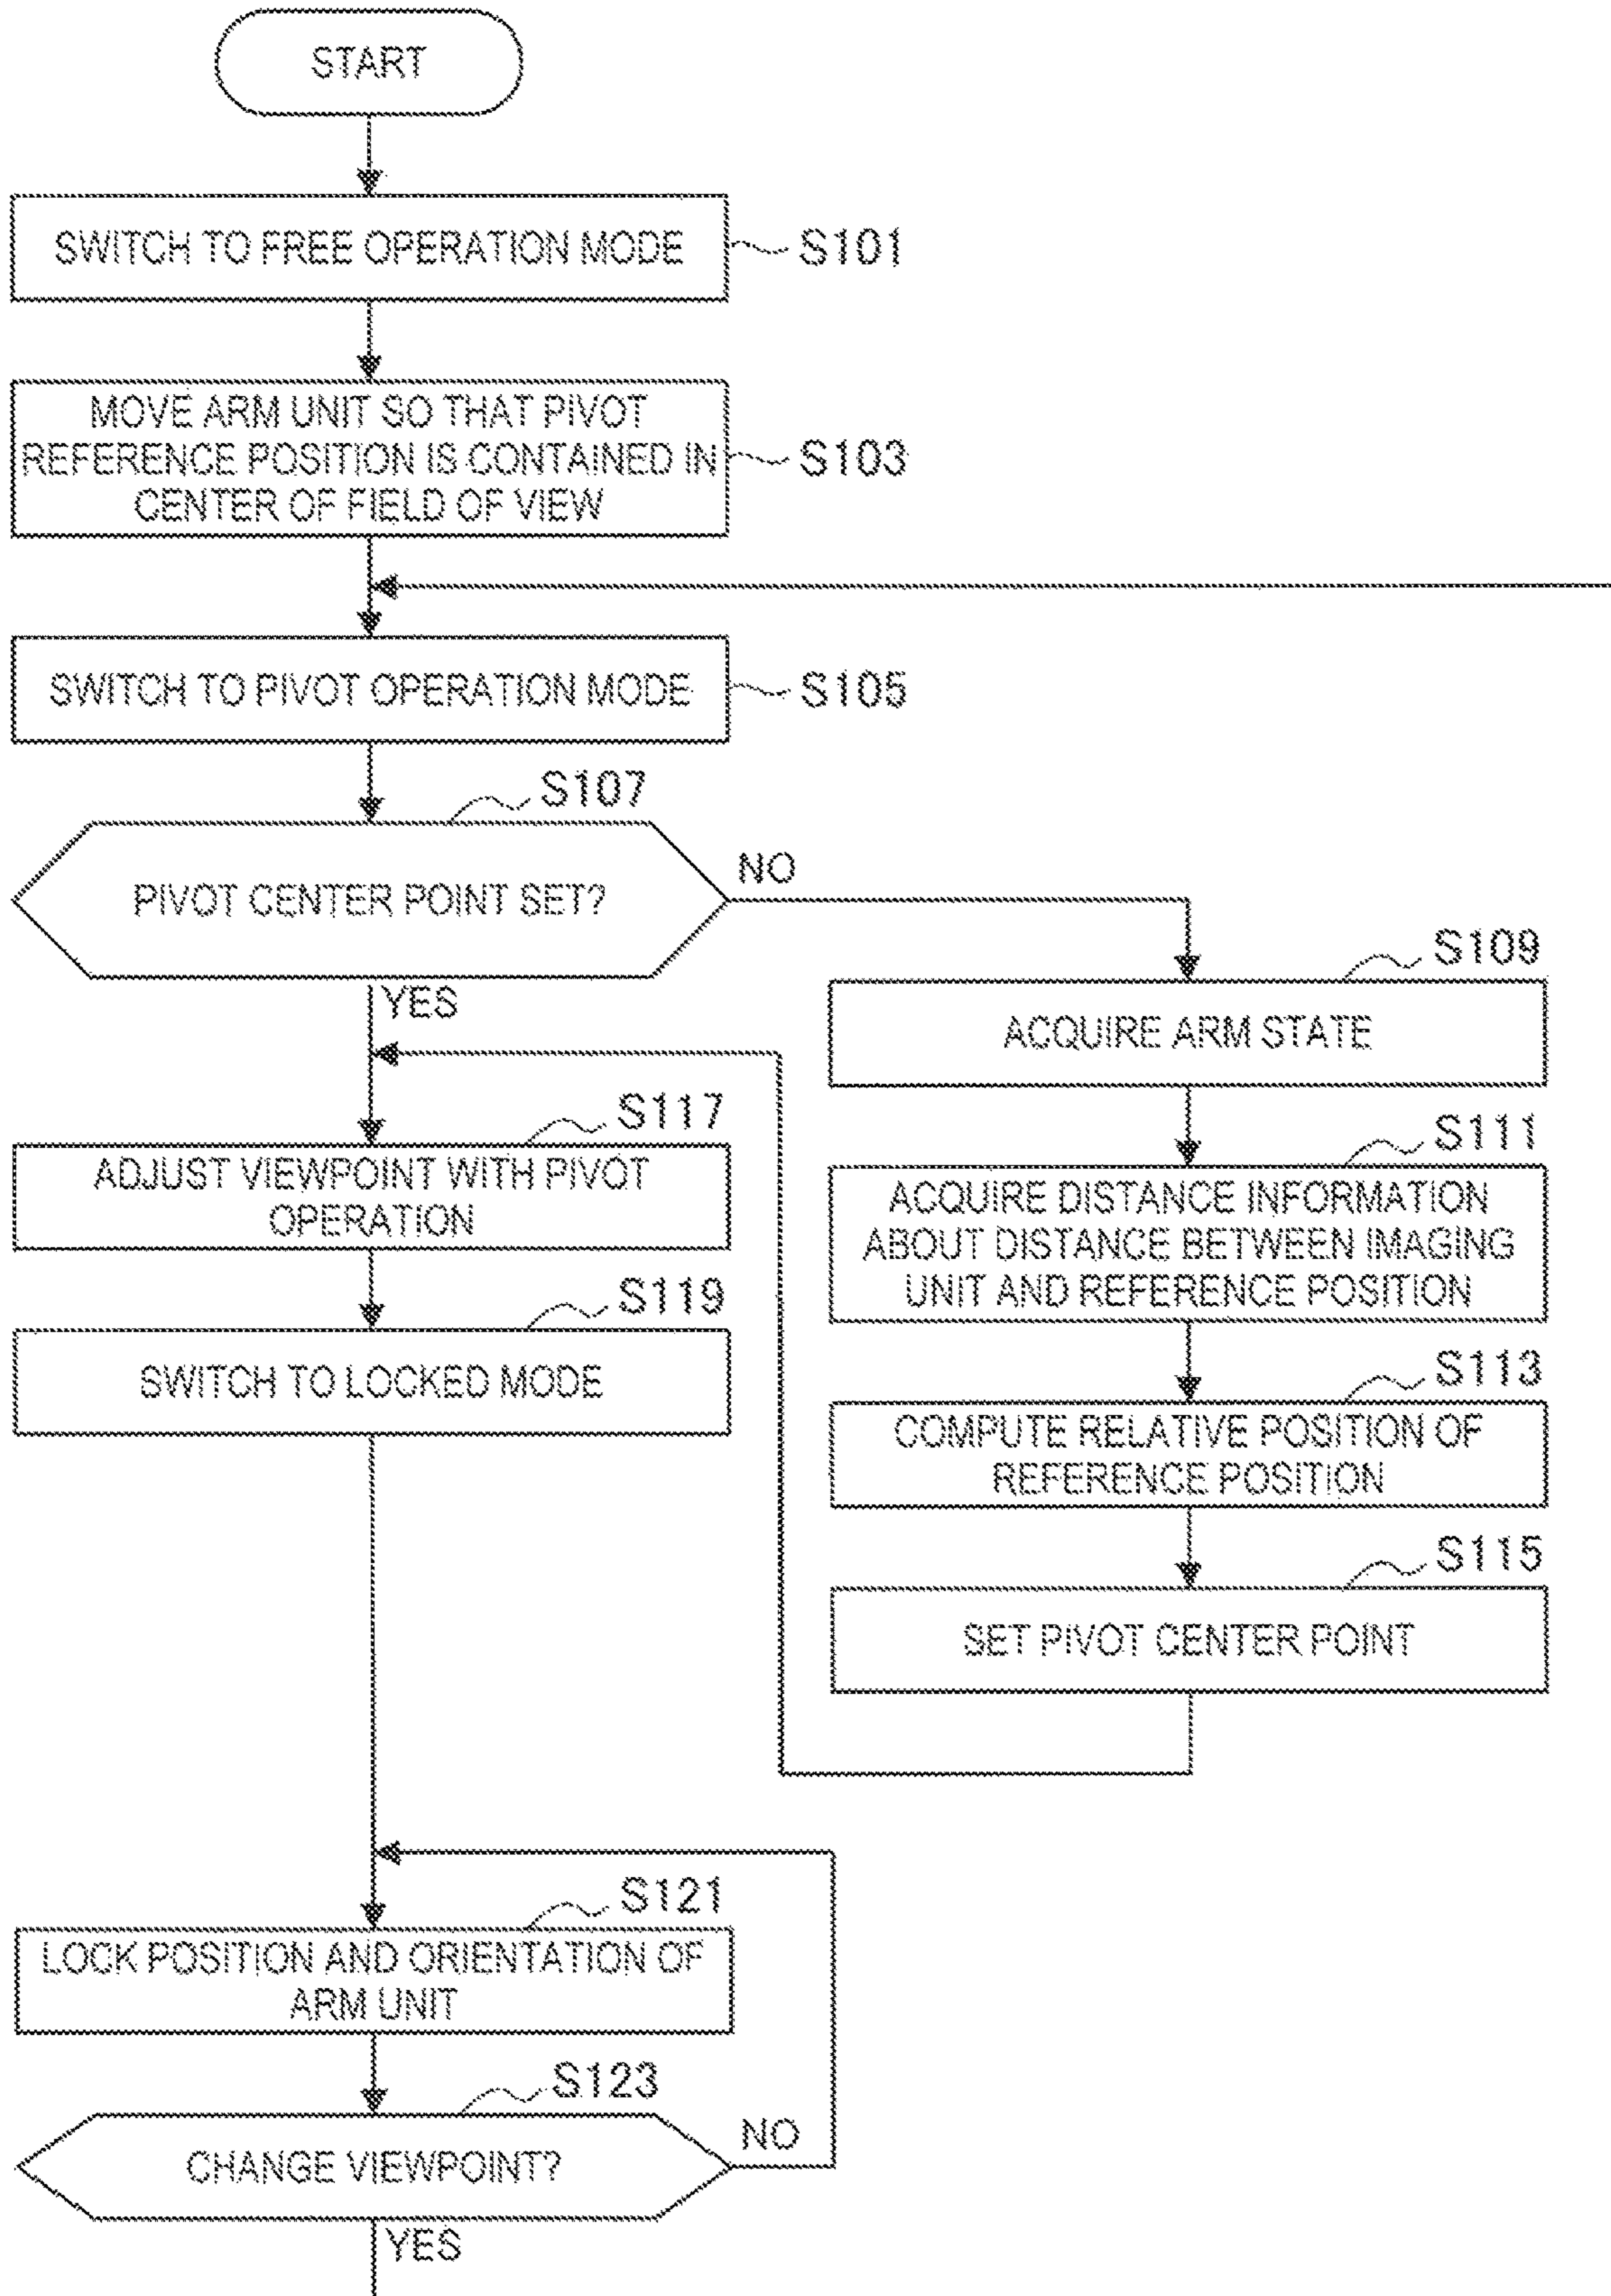 START
SWITCH TO FREE OPERATION MODE
S101
MOVE ARM UNIT SO THAT PIVOT
REFERENCE POSITION IS CONTAINED IN
CENTER OF FIELD OF VIEW
S103
SWITCH TO PIVOT OPERATION MODE
S105
S107
PIVOT CENTER POINT SET?
NO
YES
S109
ACQUIRE ARM STATE
S111
ACQUIRE DISTANCE INFORMATION
ABOUT DISTANCE BETWEEN IMAGING
UNIT AND REFERENCE POSITION
S113
COMPUTE RELATIVE POSITION OF
REFERENCE POSITION
S115
SET PIVOT CENTER POINT
S117
ADJUST VIEWPOINT WITH PIVOT
OPERATION
S119
SWITCH TO LOCKED MODE
S121
LOCK POSITION AND ORIENTATION OF
ARM UNIT
S123
CHANGE VIEWPOINT?
NO
YES